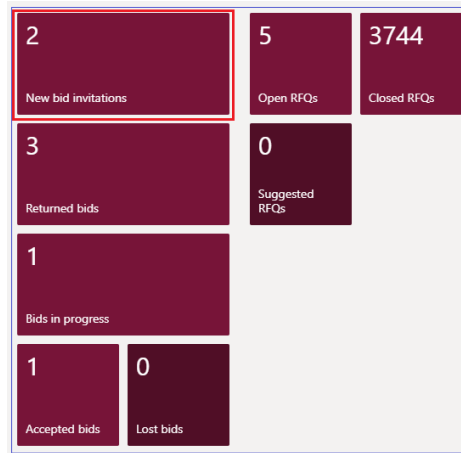 2
New bid invitations
5
Open RFQs
3744
Closed RFQs
3
Returned bids
0
Suggested
RFQs
1
Bids in progress
1
Accepted bids
0
Lost bids